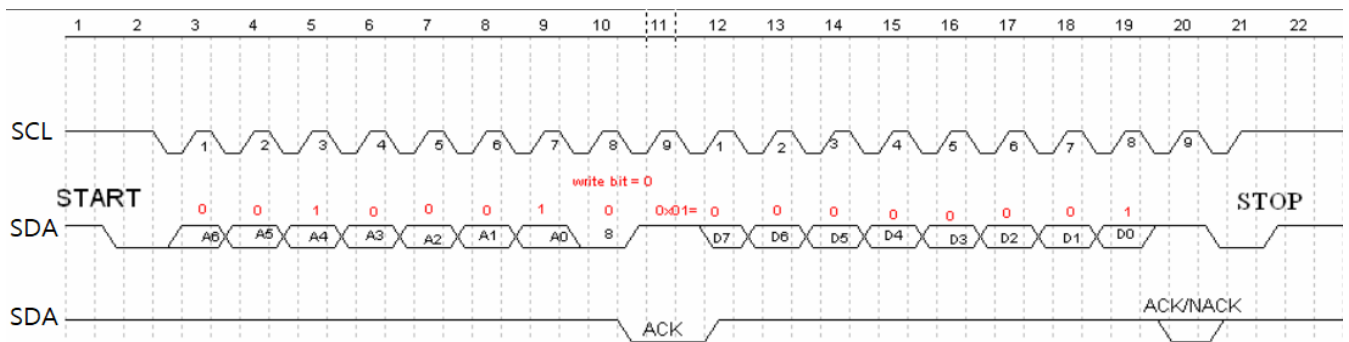 1 2 3 4 5 6 7 8 9 10 11 12 13 14 15 16 17 18 19 20 21 22
SCL 1 2 3 4 5 6 7 8 9 1 2 3 4 5 6 7 8 9
write bit = 0
START STOP
0 0 1 0 0 0 1 0 0x01= 0 0 0 0 0 0 0 1
SDA A6 A5 A4 A3 A2 A1 A0 8 D7 D6 D5 D4 D3 D2 D1 D0
ACK/NACK
SDA ACK